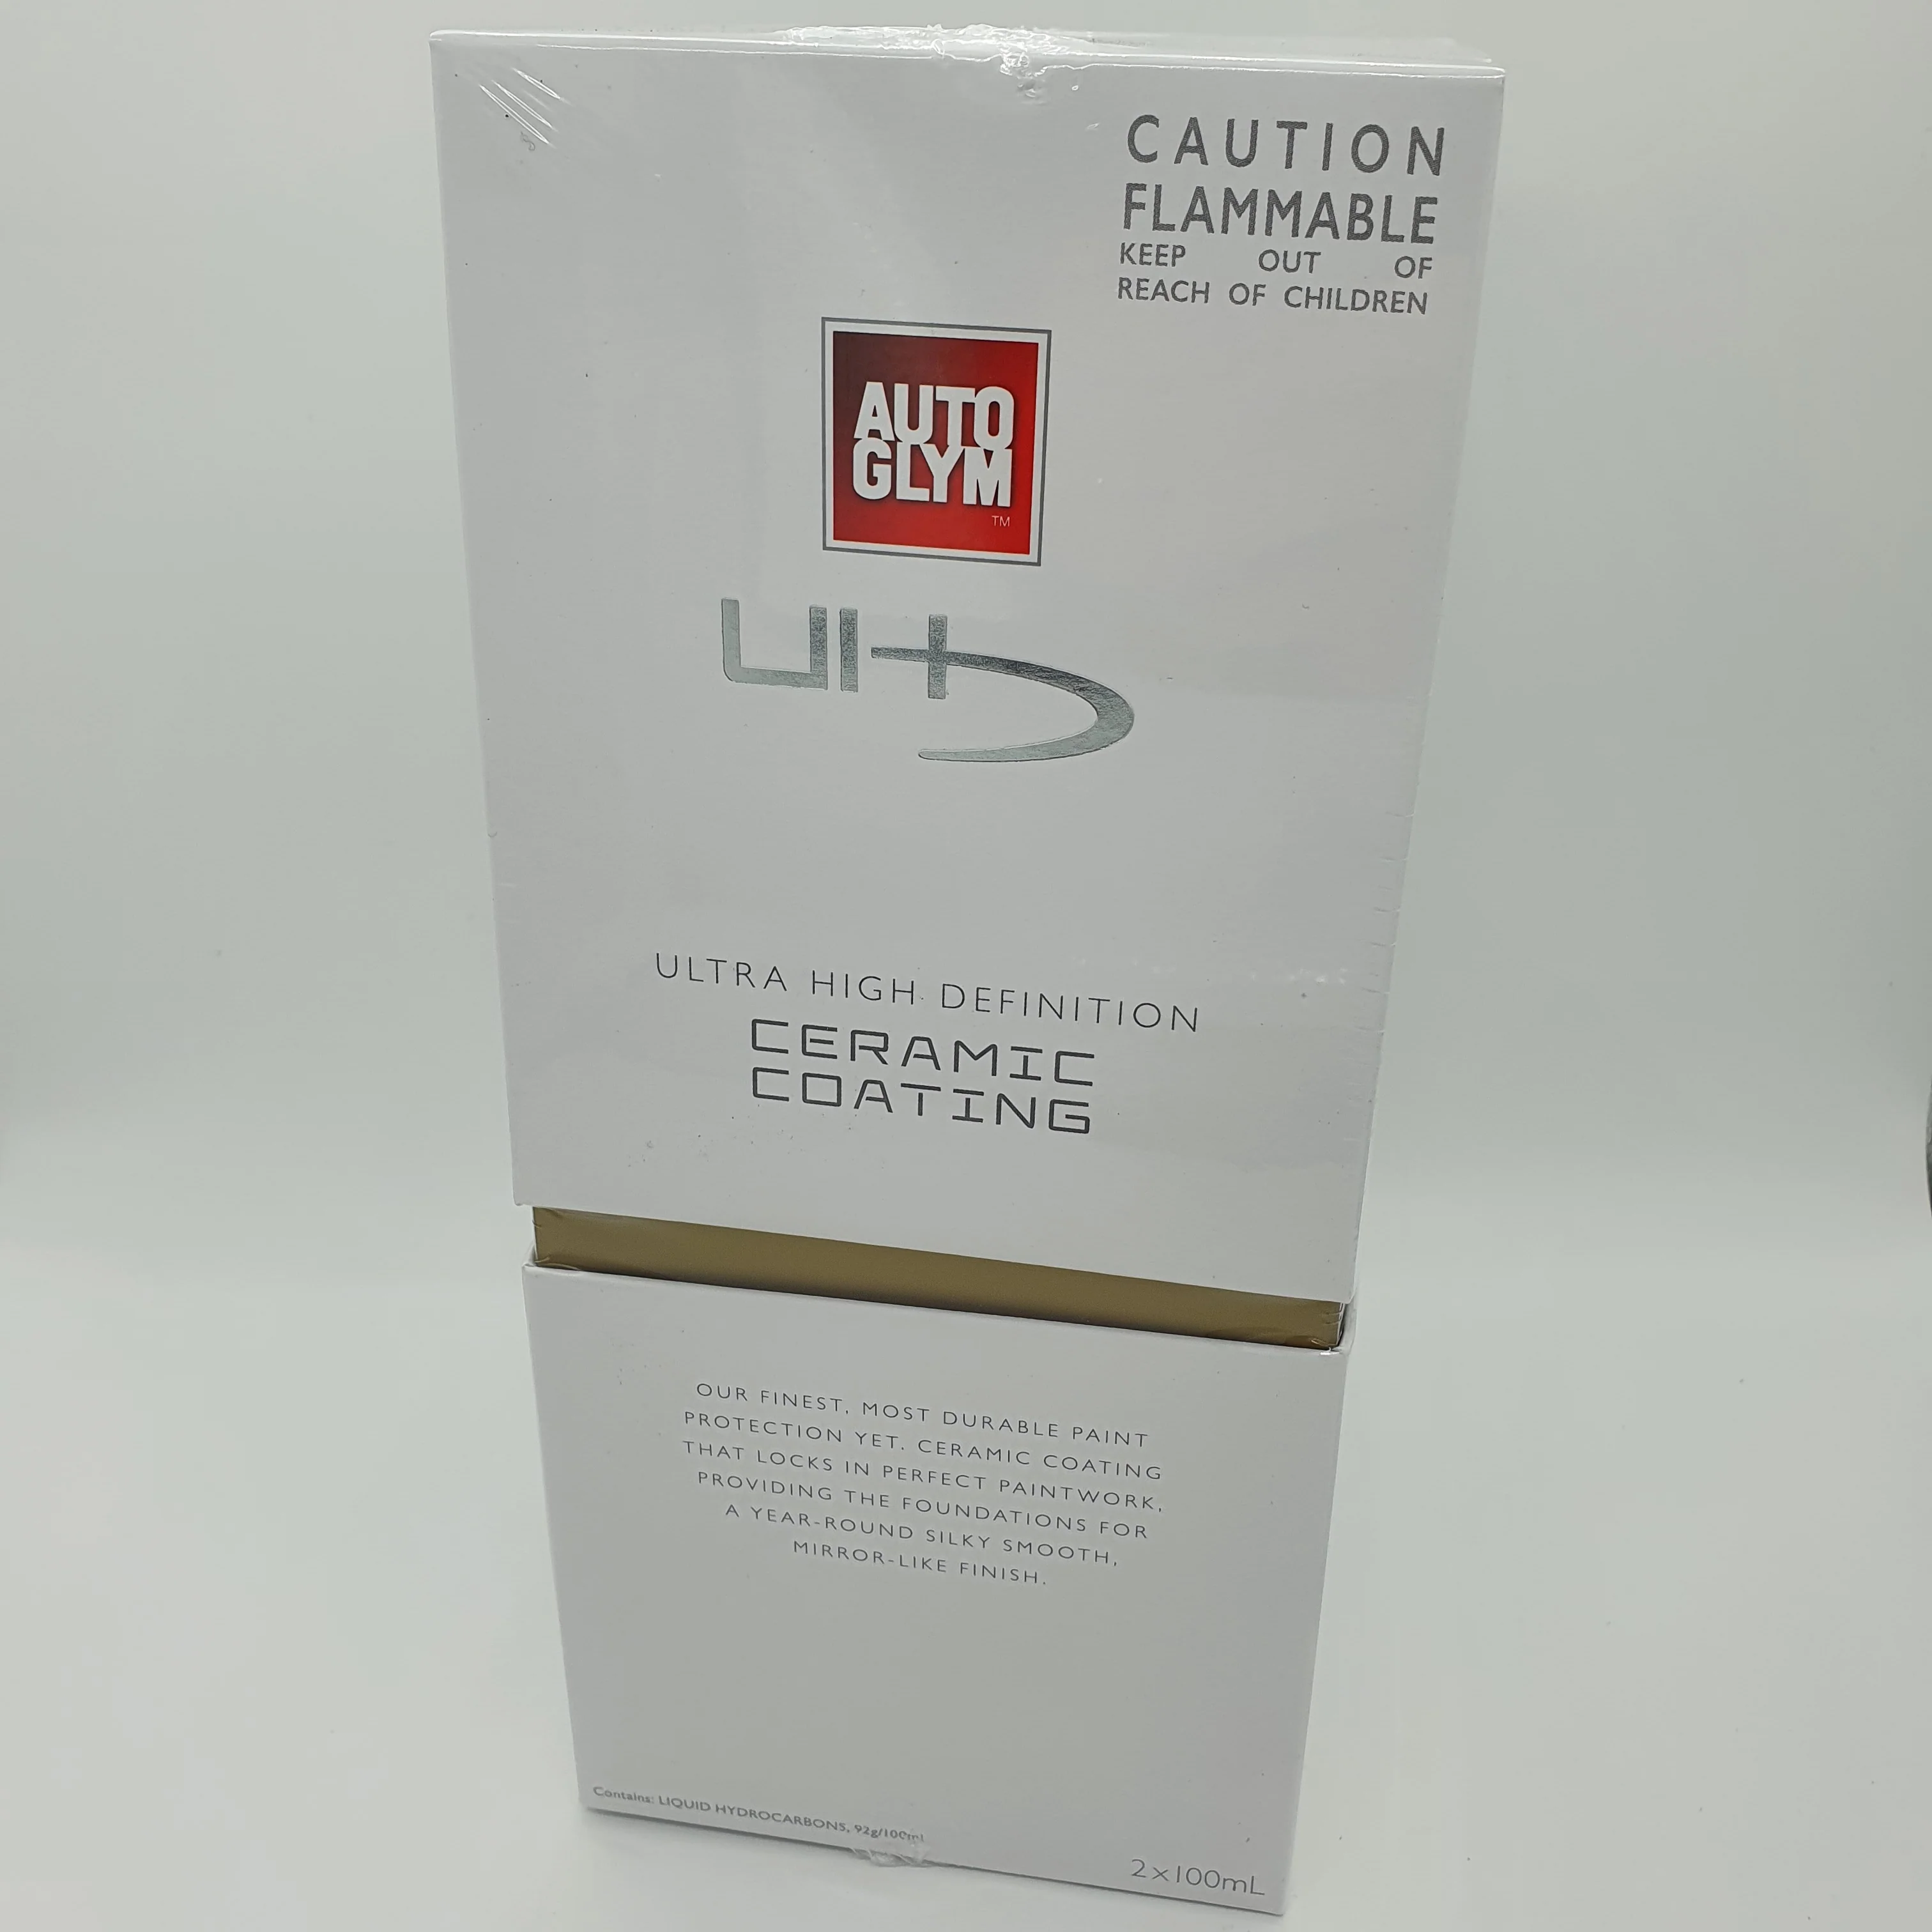 CAUTION
FLAMMABLE
KEEP OUT OF
REACH OF CHILDREN
AUTO
GLYM
TM
UHD
ULTRA HIGH DEFINITION
CERAMIC
COATING
OUR FINEST, MOST DURABLE PAINT
PROTECTION YET. CERAMIC COATING
THAT LOCKS IN PERFECT PAINTWORK,
PROVIDING THE FOUNDATIONS FOR
A YEAR-ROUND SILKY SMOOTH,
MIRROR-LIKE FINISH.
Contains: LIQUID HYDROCARBONS, 92g/100ml
2x100mL